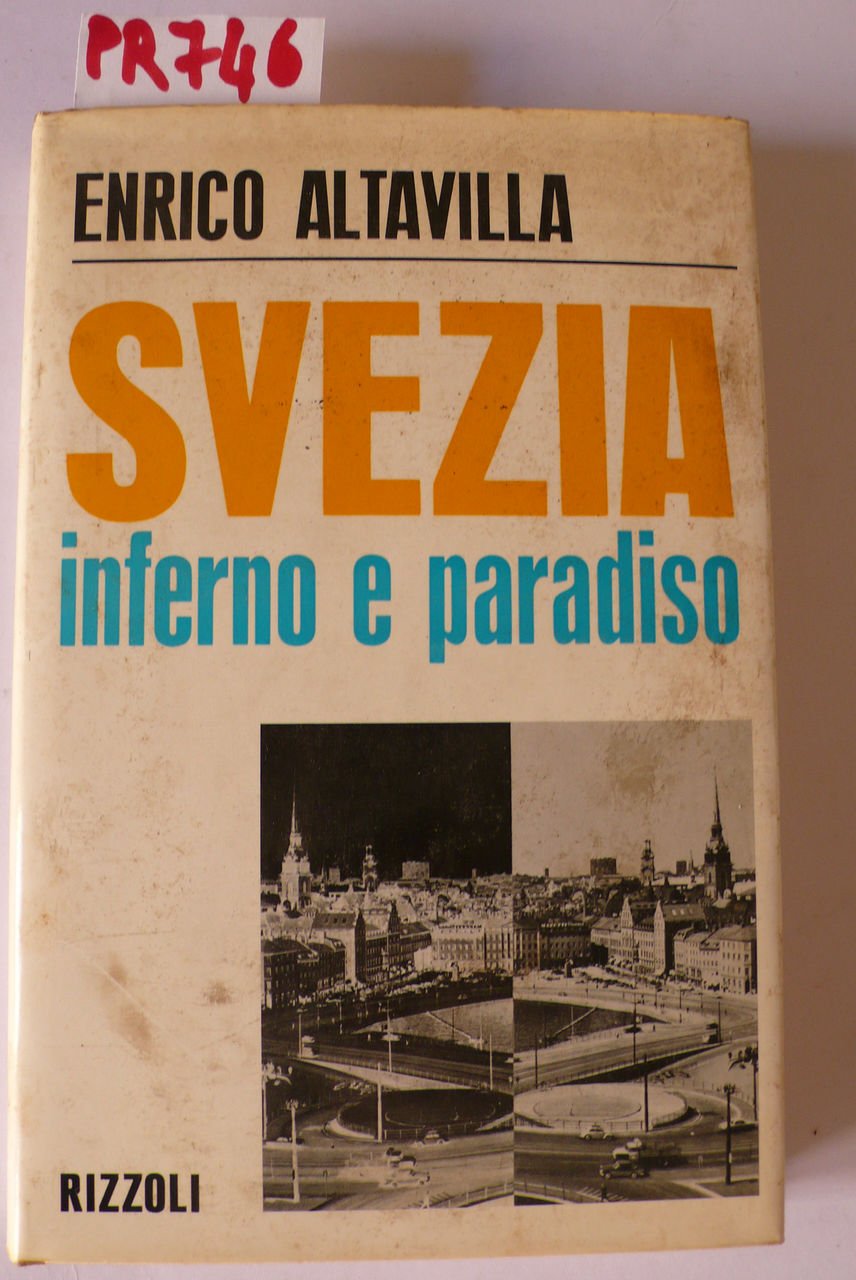 PR746
ENRICO ALTAVILLA
SVEZIA
inferno e paradiso
RIZZOLI